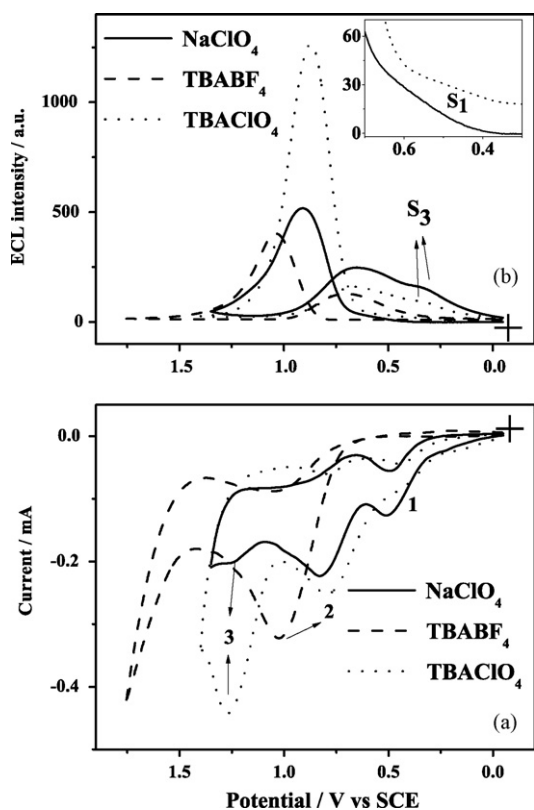 NaClO₄
TBABF₄
TBAClO₄
60
30
0
0.6
0.4
S₁
1000
500
0
ECL intensity / a.u.
S₃
(b)
1.5
1.0
0.5
0.0
0.0
-0.2
-0.4
Current / mA
1
2
3
NaClO₄
TBABF₄
TBAClO₄
(a)
1.5
1.0
0.5
0.0
Potential / V vs SCE